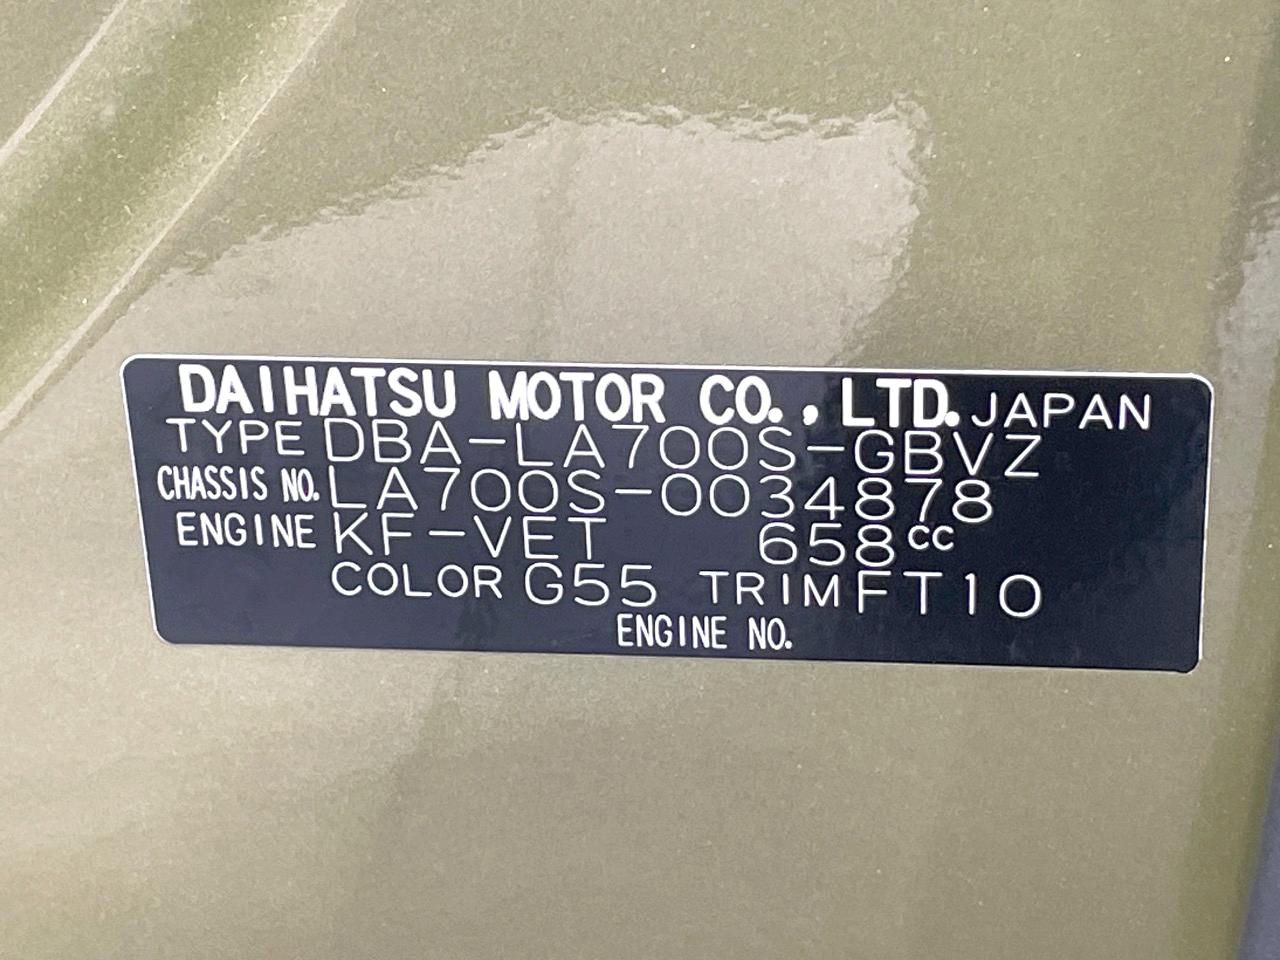 DAIHATSU MOTOR CO., LTD. JAPAN
TYPE DBA-LA700S-GBVZ
CHASSIS NO. LA700S-0034878
ENGINE KF-VET 658cc
COLOR G55 TRIM FT10
ENGINE NO.